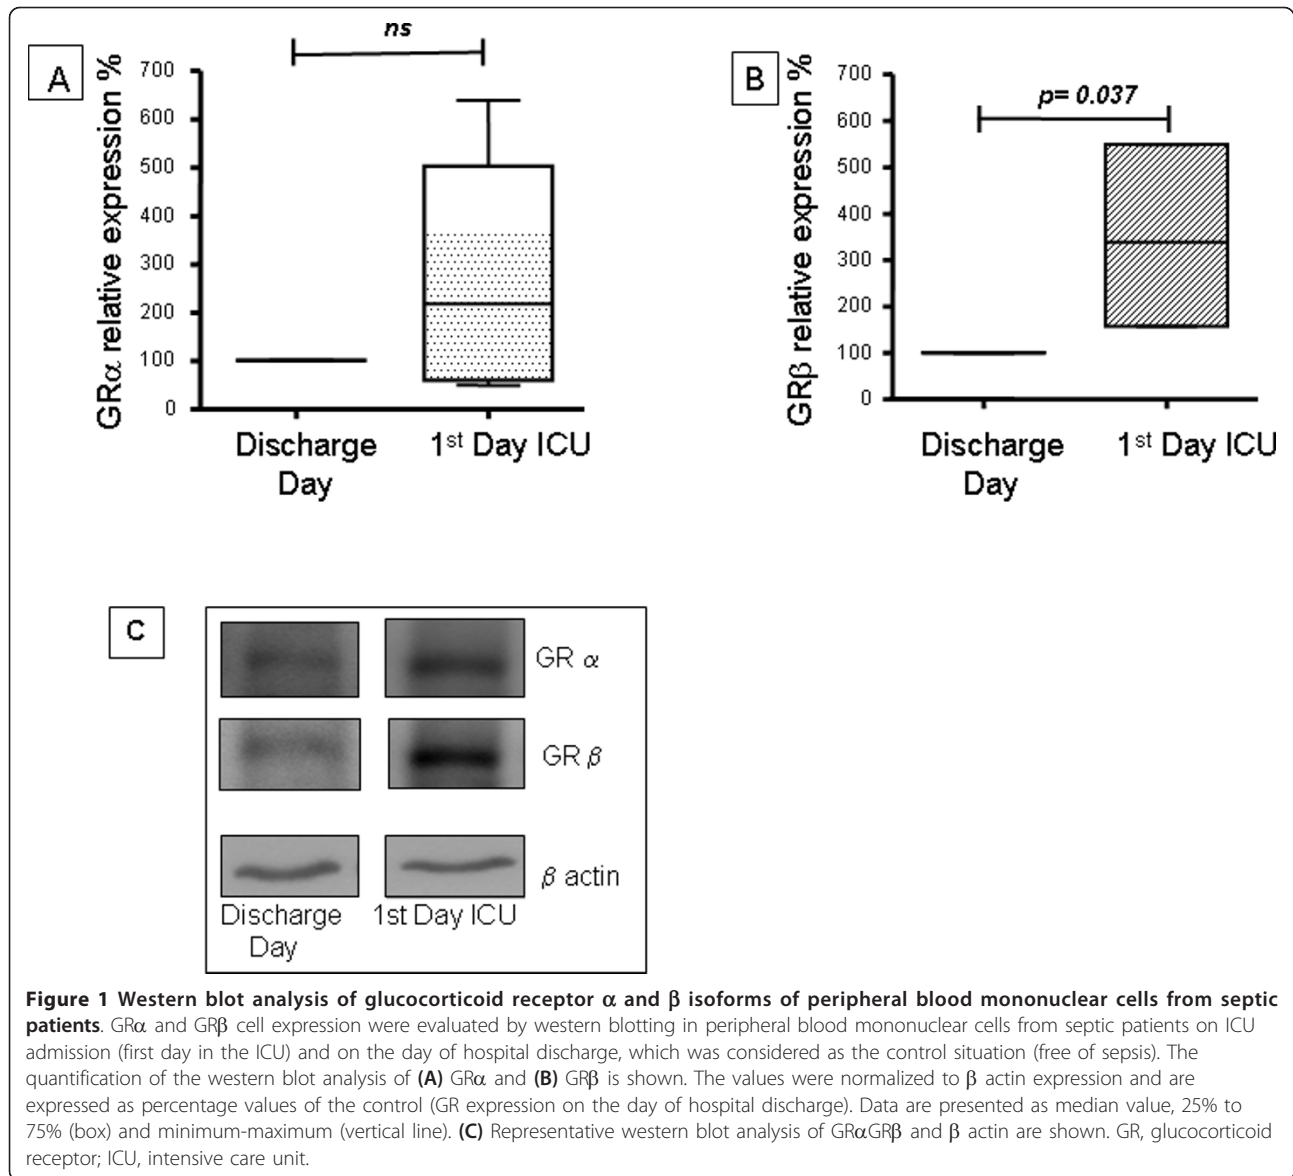 A
ns
GRα relative expression %
700
600
500
400
300
200
100
0
Discharge
Day
1st Day ICU
B
p= 0.037
GRβ relative expression %
700
600
500
400
300
200
100
0
Discharge
Day
1st Day ICU
C
GR α
GR β
β actin
Discharge
Day
1st Day ICU
Figure 1 Western blot analysis of glucocorticoid receptor α and β isoforms of peripheral blood mononuclear cells from septic
patients. GRα and GRβ cell expression were evaluated by western blotting in peripheral blood mononuclear cells from septic patients on ICU
admission (first day in the ICU) and on the day of hospital discharge, which was considered as the control situation (free of sepsis). The
quantification of the western blot analysis of (A) GRα and (B) GRβ is shown. The values were normalized to β actin expression and are
expressed as percentage values of the control (GR expression on the day of hospital discharge). Data are presented as median value, 25% to
75% (box) and minimum-maximum (vertical line). (C) Representative western blot analysis of GRαGRβ and β actin are shown. GR, glucocorticoid
receptor; ICU, intensive care unit.